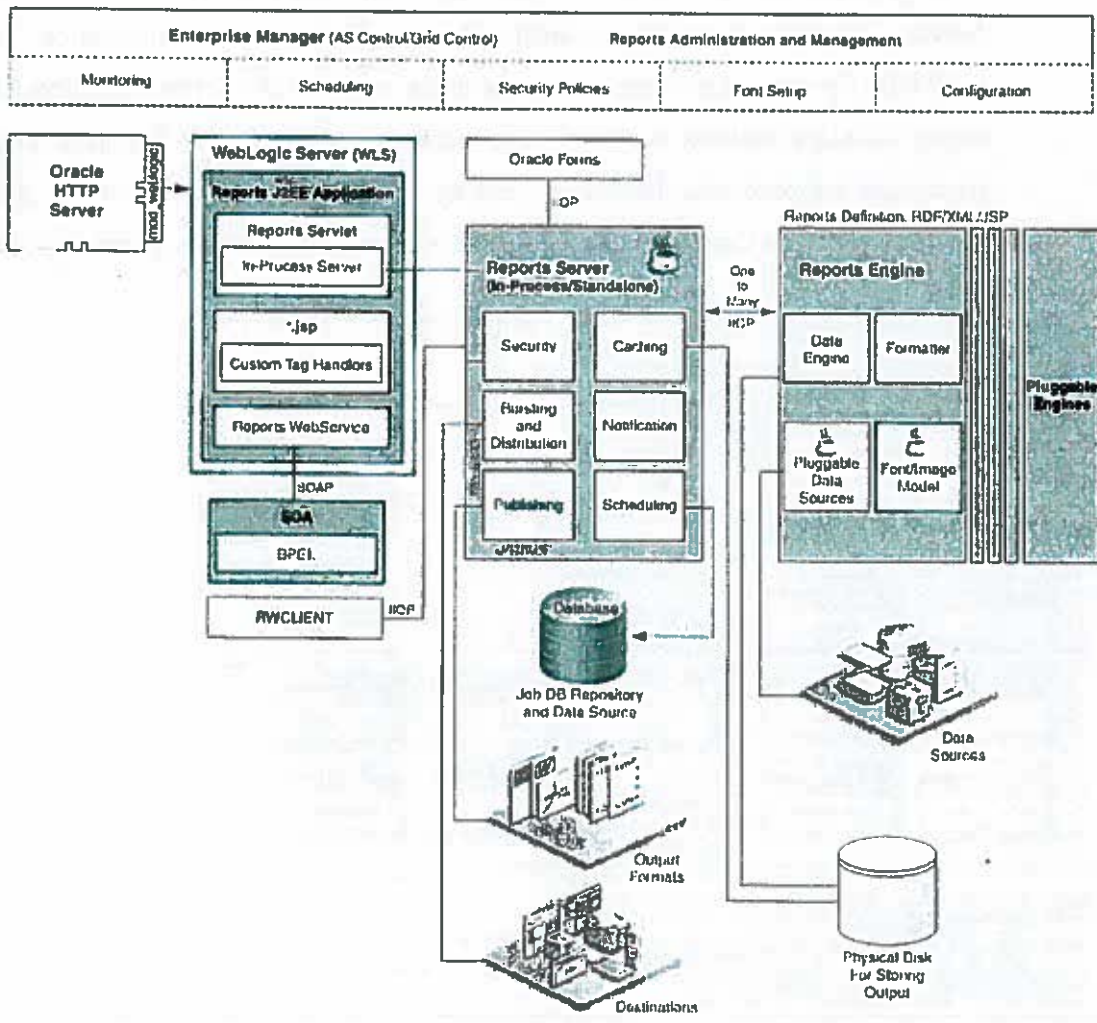 Enterprise Manager (AS Control/Grid Control)
Reports Administration and Management
Monitoring
Scheduling
Security Policies
Font Setup
Configuration
Oracle
HTTP
Server
mod_weblogic
WebLogic Server (WLS)
Reports J2EE Application
Reports Servlet
In-Process Server
*.jsp
Custom Tag Handlers
Reports WebService
SOAP
SOA
BPEL
RWCLIENT
IIOP
Oracle Forms
IIOP
Reports Server
(In-Process/Standalone)
Security
Caching
Bursting
and
Distribution
Notification
Publishing
Scheduling
One
to
Many
IIOP
Reports Definition, RDF/XML/JSP
Reports Engine
Data
Engine
Formatter
Pluggable
Data
Sources
Font/Image
Model
Pluggable
Engines
Database
Job DB Repository
and Data Source
Data
Sources
Output
Formats
Destinations
Physical Disk
For Storing
Output